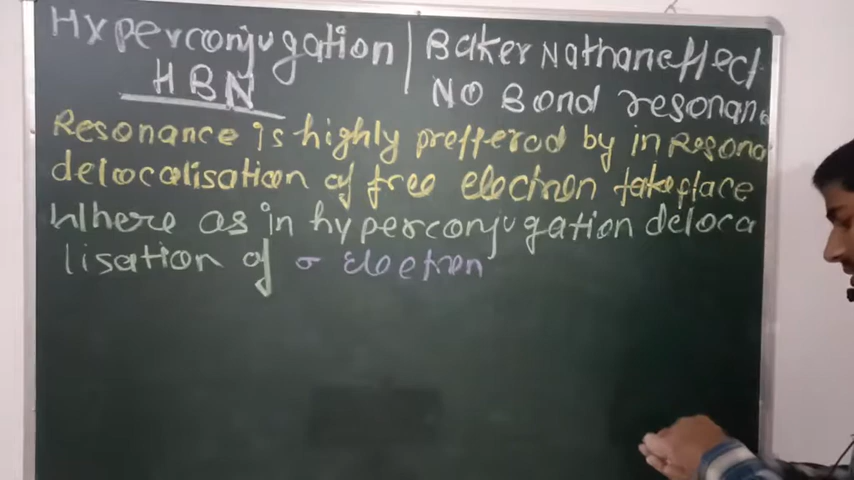 Hyperconjugation | Baker Nathan effect
HBN No Bond resonanc
Resonance is highly preffered by in Resona
delocalisation of free electron take place
Where as in hyperconjugation deloca
lisation of σ electron